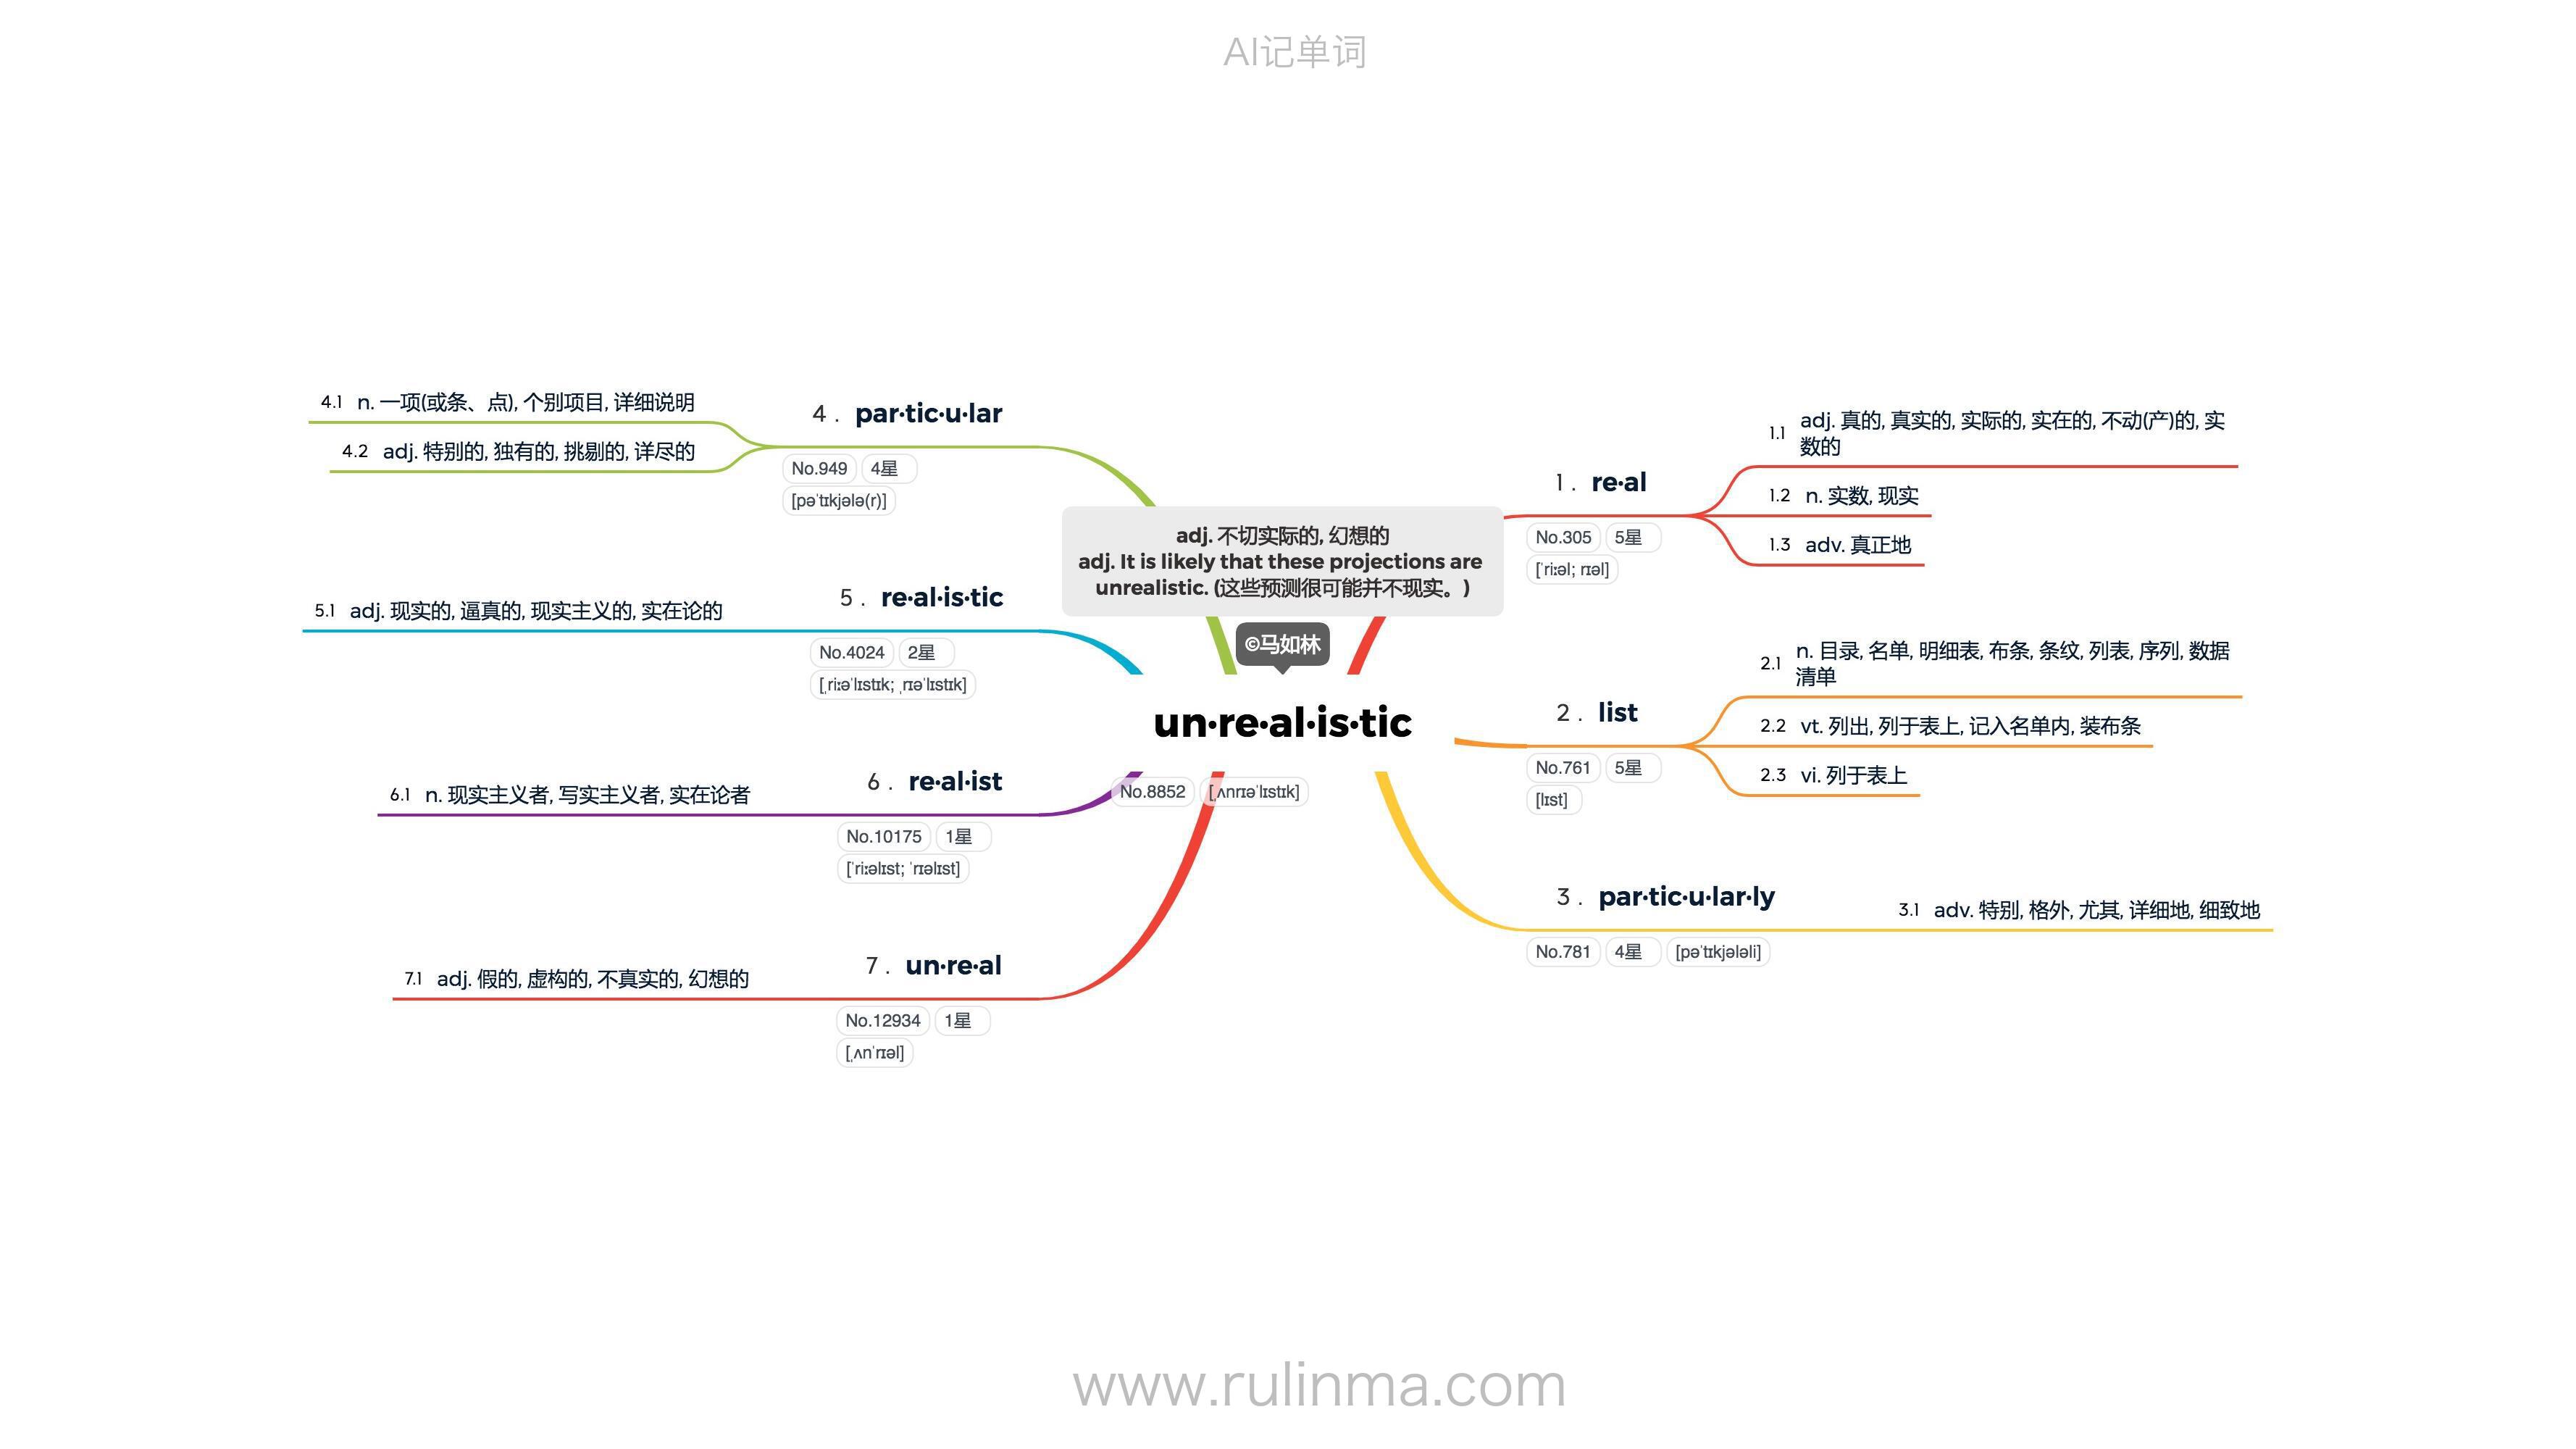 AI记单词
adj. 不切实际的, 幻想的
adj. It is likely that these projections are
unrealistic. (这些预测很可能并不现实。)
©马如林
un·re·al·is·tic
No.8852 [ˌʌnrɪəˈlɪstɪk]
1 . re·al
No.305 5星
[ˈriːəl; rɪəl]
1.1 adj. 真的, 真实的, 实际的, 实在的, 不动(产)的, 实
数的
1.2 n. 实数, 现实
1.3 adv. 真正地
2 . list
No.761 5星
[lɪst]
2.1 n. 目录, 名单, 明细表, 布条, 条纹, 列表, 序列, 数据
清单
2.2 vt. 列出, 列于表上, 记入名单内, 装布条
2.3 vi. 列于表上
3 . par·tic·u·lar·ly
No.781 4星 [pəˈtɪkjələli]
3.1 adv. 特别, 格外, 尤其, 详细地, 细致地
4 . par·tic·u·lar
No.949 4星
[pəˈtɪkjələ(r)]
4.1 n. 一项(或条、点), 个别项目, 详细说明
4.2 adj. 特别的, 独有的, 挑剔的, 详尽的
5 . re·al·is·tic
No.4024 2星
[ˌriːəˈlɪstɪk; ˌrɪəˈlɪstɪk]
5.1 adj. 现实的, 逼真的, 现实主义的, 实在论的
6 . re·al·ist
No.10175 1星
[ˈriːəlɪst; ˈrɪəlɪst]
6.1 n. 现实主义者, 写实主义者, 实在论者
7 . un·re·al
No.12934 1星
[ˌʌnˈrɪəl]
7.1 adj. 假的, 虚构的, 不真实的, 幻想的
www.rulinma.com